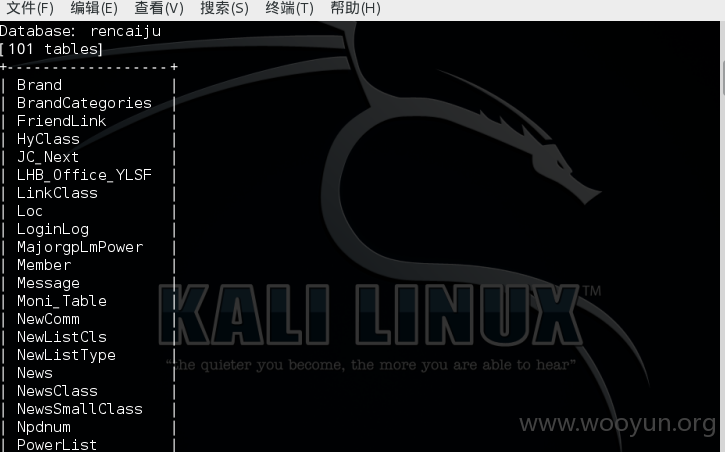 文件(F) 编辑(E) 查看(V) 搜索(S) 终端(T) 帮助(H)
Database: rencaiju
[101 tables]
+------------------+
| Brand |
| BrandCategories |
| FriendLink |
| HyClass |
| JC_Next |
| LHB_Office_YLSF |
| LinkClass |
| Loc |
| LoginLog |
| MajorgpLmPower |
| Member |
| Message |
| Moni_Table |
| NewComm |
| NewListCls |
| NewListType |
| News |
| NewsClass |
| NewsSmallClass |
| Npdnum |
| PowerList |
KALI LINUX™
"the quieter you become, the more you are able to hear"
www.wooyun.org